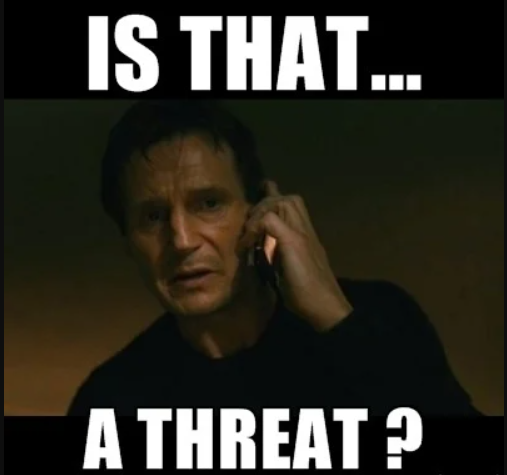 IS THAT...
A THREAT ?